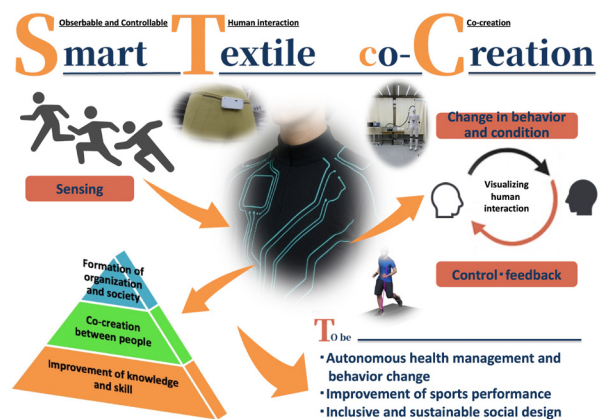 Obserbable and Controllable
Human interaction
Co-creation
Smart Textile co-Creation
Sensing
Change in behavior
and condition
Visualizing
human
interaction
Control・feedback
Formation of
organization
and society
Co-creation
between people
Improvement of knowledge
and skill
To be
・Autonomous health management and
behavior change
・Improvement of sports performance
・Inclusive and sustainable social design